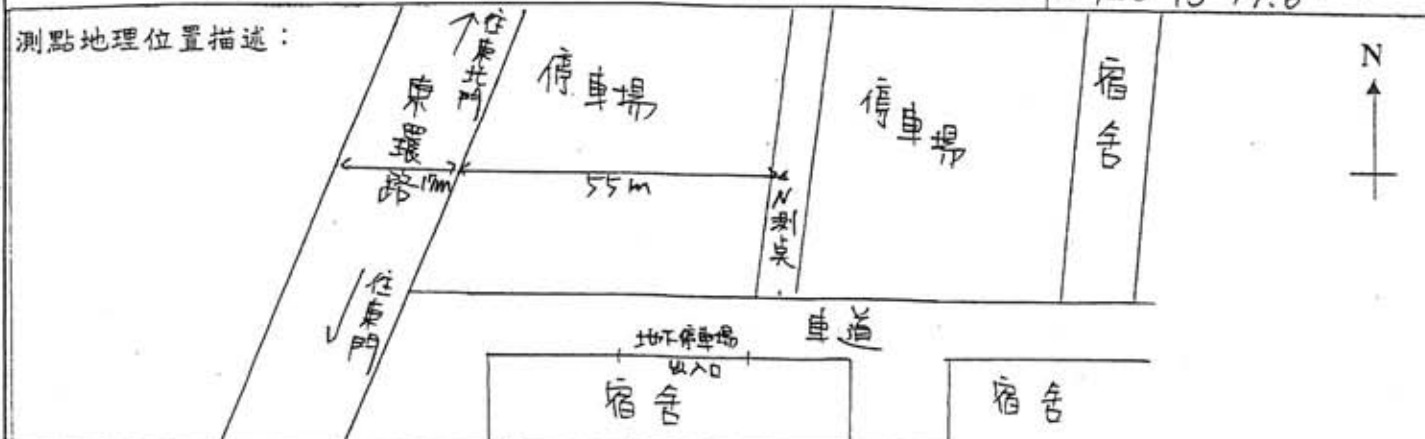 測點地理位置描述：
往東北門
東環路
17m
停車場
55m
N測点
停車場
宿舍
N
往東門
車道
地下停車場
出入口
宿舍
宿舍